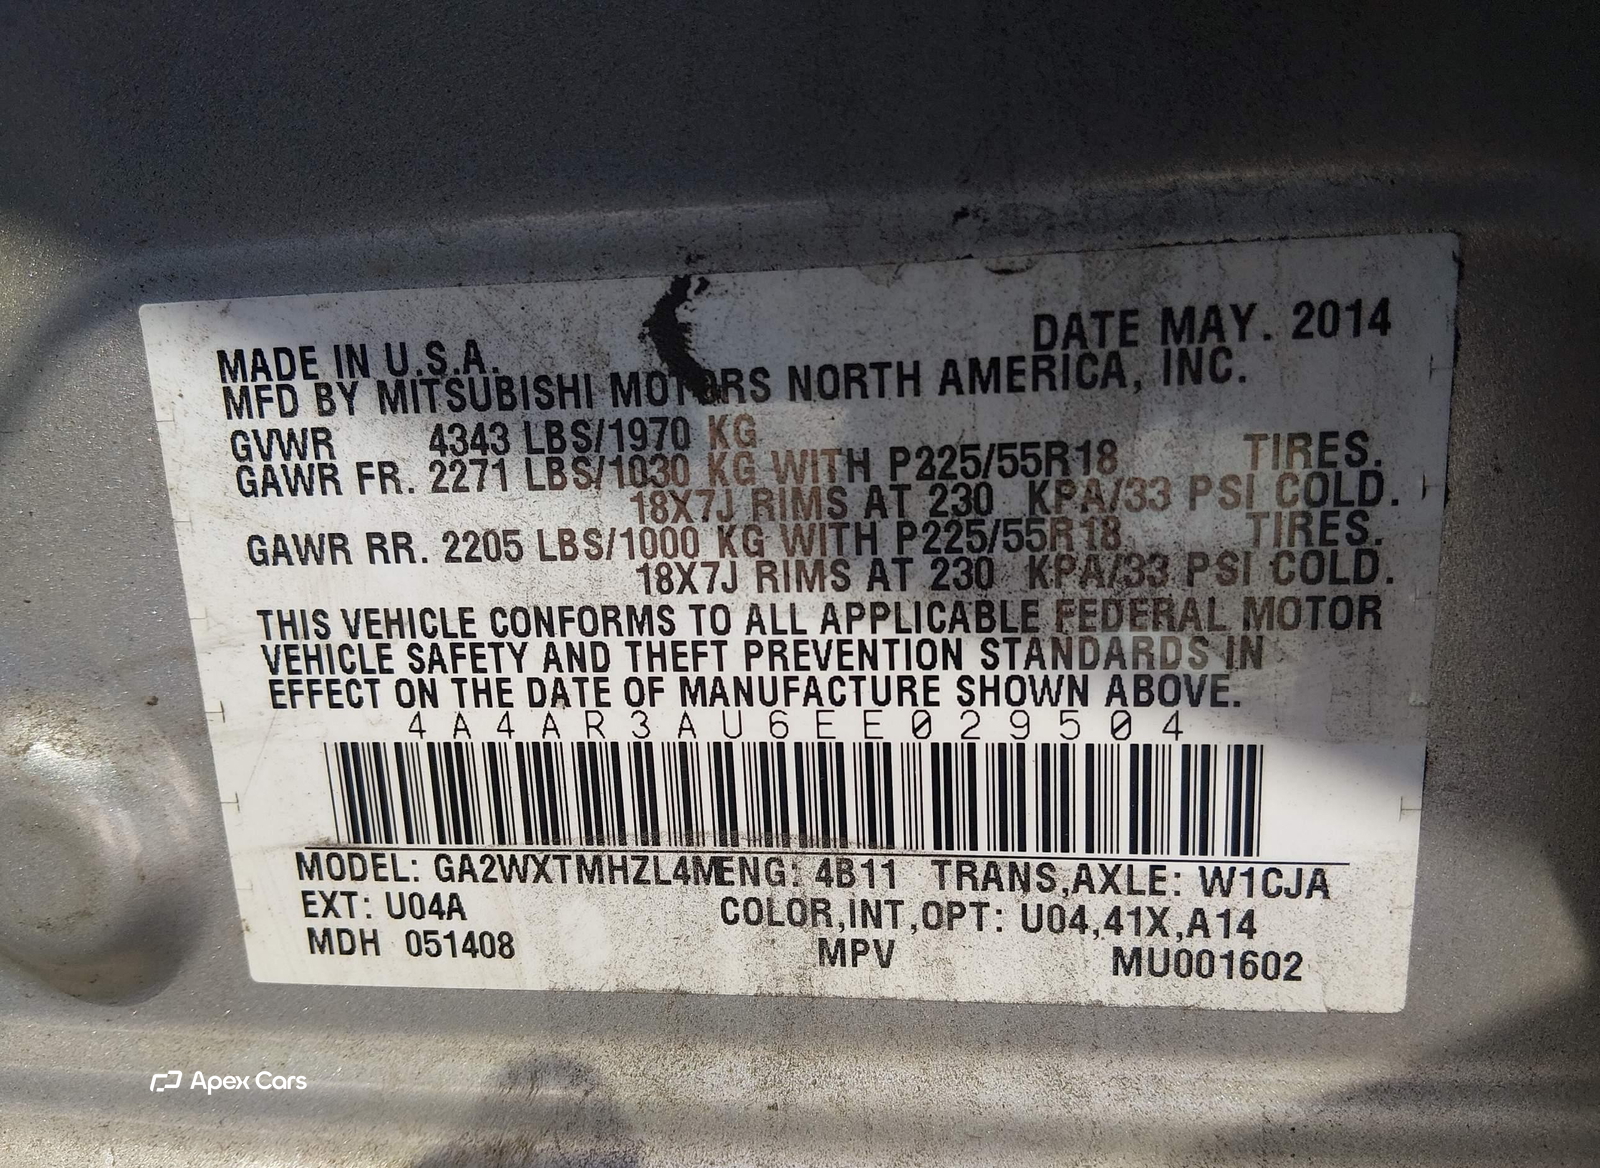 DATE MAY. 2014
MADE IN U.S.A.
MFD BY MITSUBISHI MOTORS NORTH AMERICA, INC.
GVWR 4343 LBS/1970 KG
GAWR FR. 2271 LBS/1030 KG WITH P225/55R18 TIRES.
18X7J RIMS AT 230 KPA/33 PSI COLD.
GAWR RR. 2205 LBS/1000 KG WITH P225/55R18 TIRES.
18X7J RIMS AT 230 KPA/33 PSI COLD.
THIS VEHICLE CONFORMS TO ALL APPLICABLE FEDERAL MOTOR
VEHICLE SAFETY AND THEFT PREVENTION STANDARDS IN
EFFECT ON THE DATE OF MANUFACTURE SHOWN ABOVE.
4A4AR3AU6EE029504
MODEL: GA2WXTMHZL4M ENG: 4B11 TRANS,AXLE: W1CJA
EXT: U04A COLOR,INT,OPT: U04,41X,A14
MDH 051408 MPV MU001602
Apex Cars